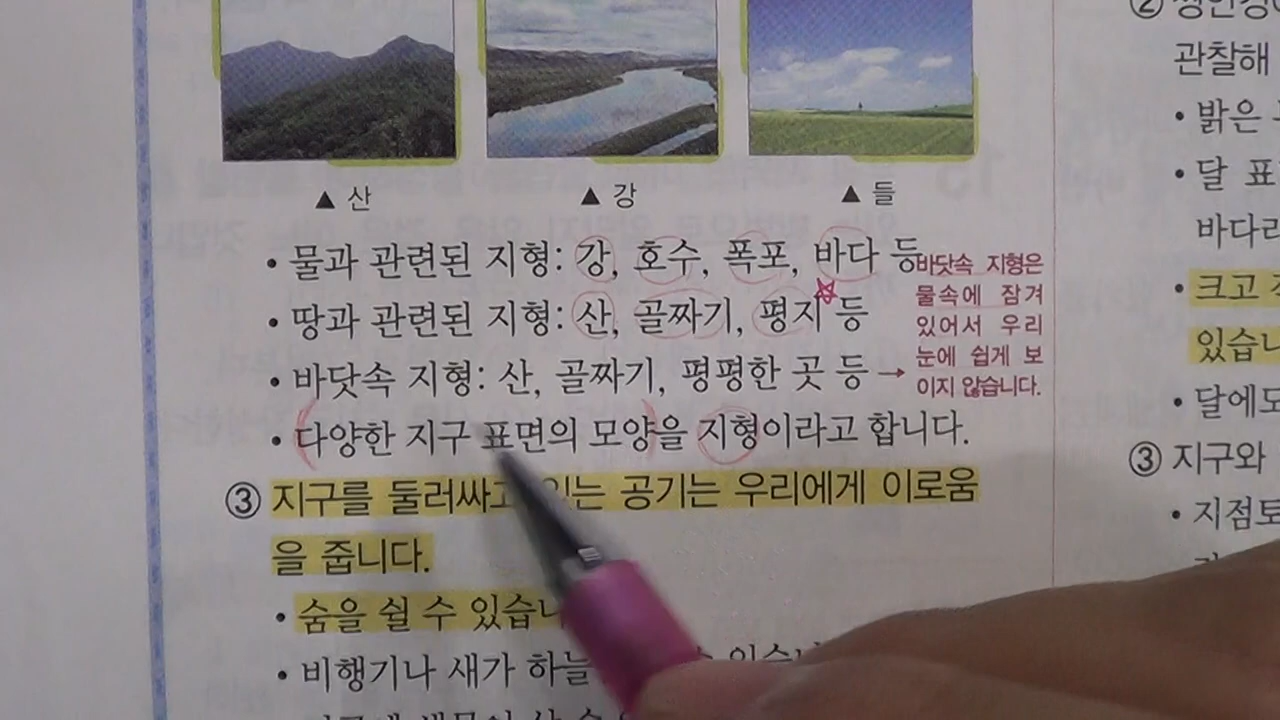 ▲ 산
▲ 강
▲ 들
• 물과 관련된 지형: 강, 호수, 폭포, 바다 등
• 땅과 관련된 지형: 산, 골짜기, 평지 등
• 바닷속 지형: 산, 골짜기, 평평한 곳 등 →
바닷속 지형은
물속에 잠겨
있어서 우리
눈에 쉽게 보
이지 않습니다.
• 다양한 지구 표면의 모양을 지형이라고 합니다.
③ 지구를 둘러싸고 있는 공기는 우리에게 이로움
을 줍니다.
• 숨을 쉴 수 있습니
• 비행기나 새가 하늘
②
관찰해
• 밝은
• 달 표
바다라
• 크고
있습니
• 달에도
③ 지구와
• 지점토